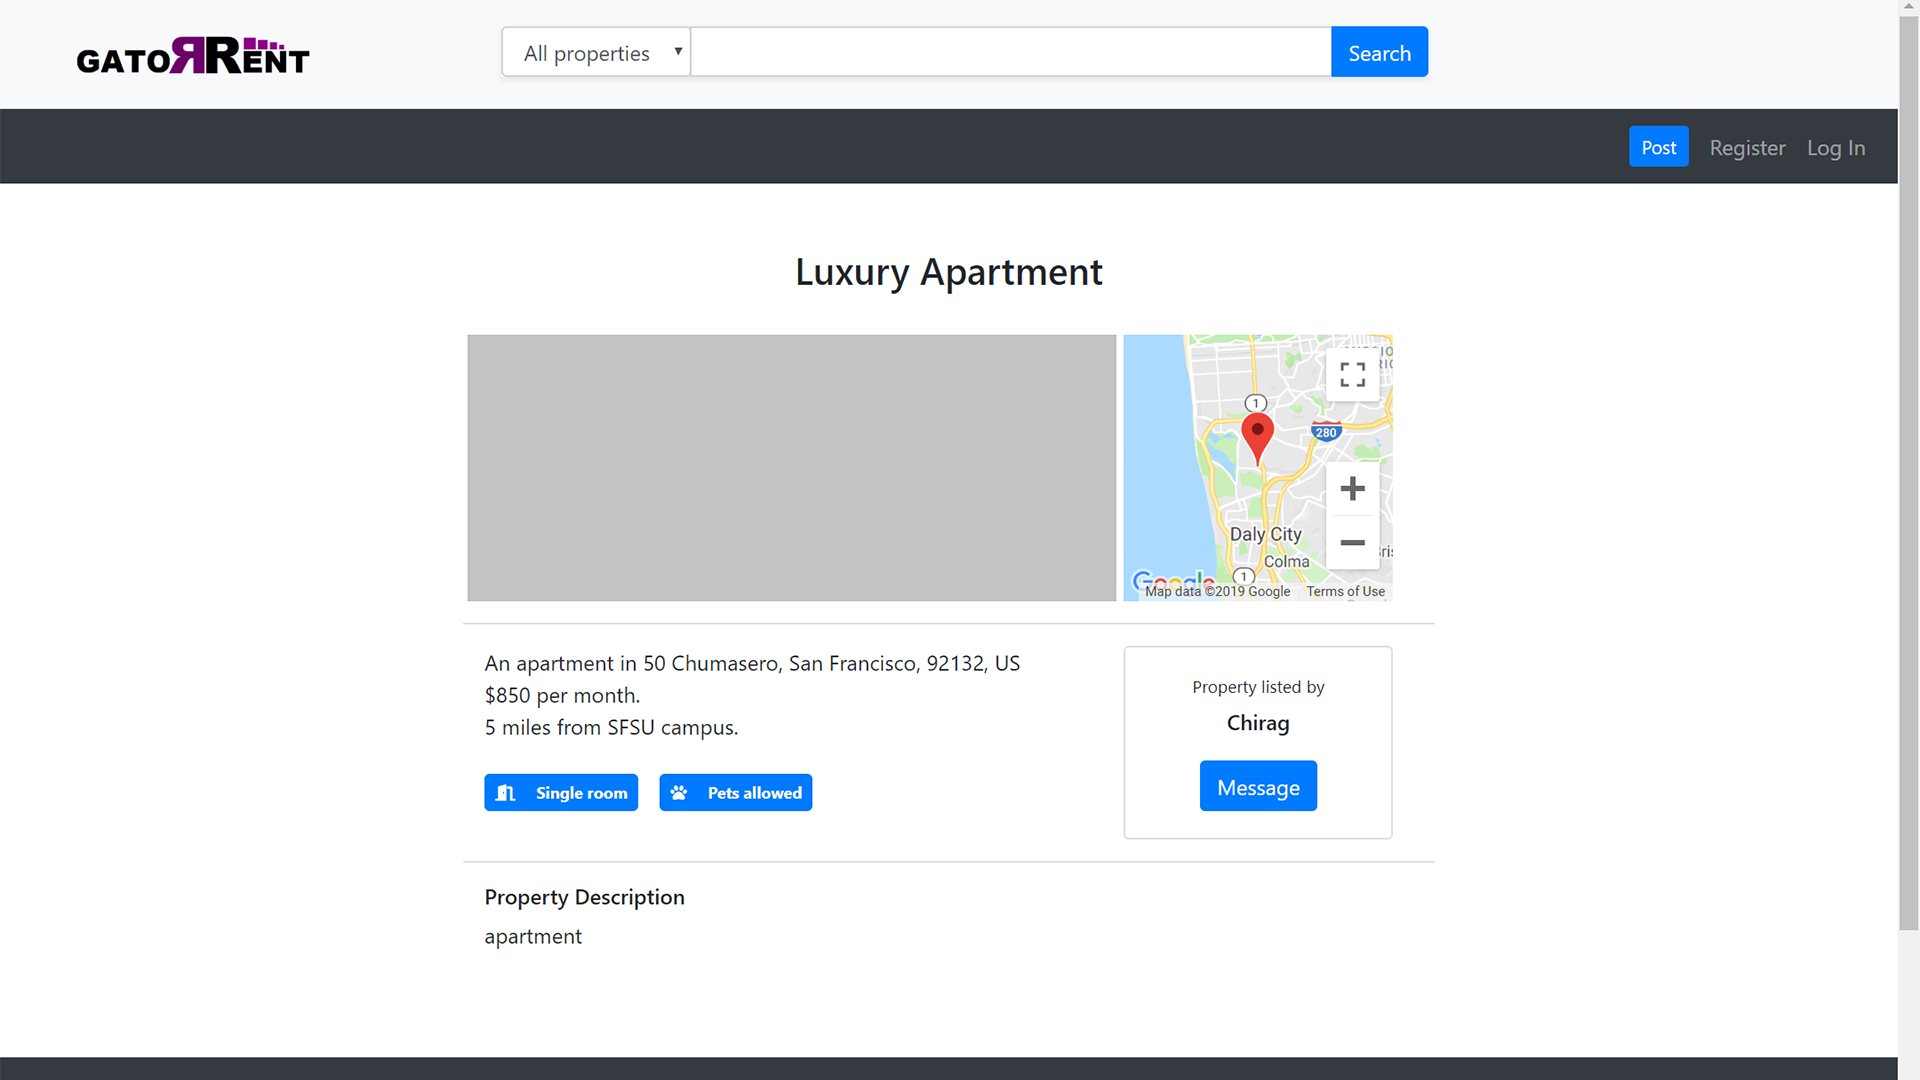 GATORRENT
All properties
Search
Post
Register
Log In
Luxury Apartment
1
280
Daly City
Colma
1
Google
Map data ©2019 Google
Terms of Use
An apartment in 50 Chumasero, San Francisco, 92132, US
$850 per month.
5 miles from SFSU campus.
Single room
Pets allowed
Property listed by
Chirag
Message
Property Description
apartment